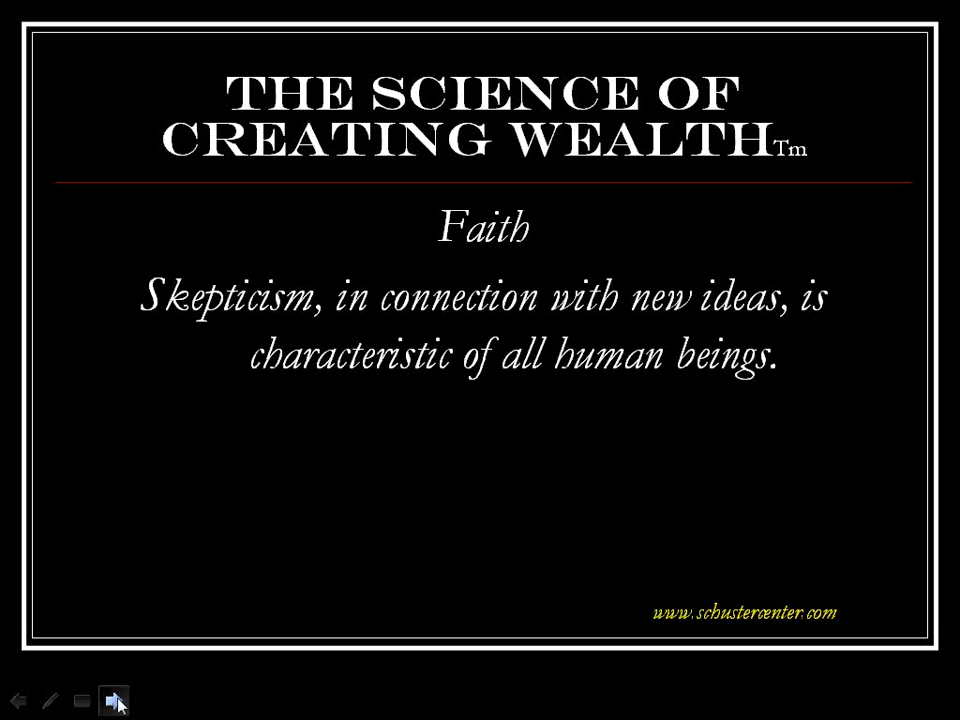 THE SCIENCE OF
CREATING WEALTHTm
Faith
Skepticism, in connection with new ideas, is
characteristic of all human beings.
www.schustercenter.com